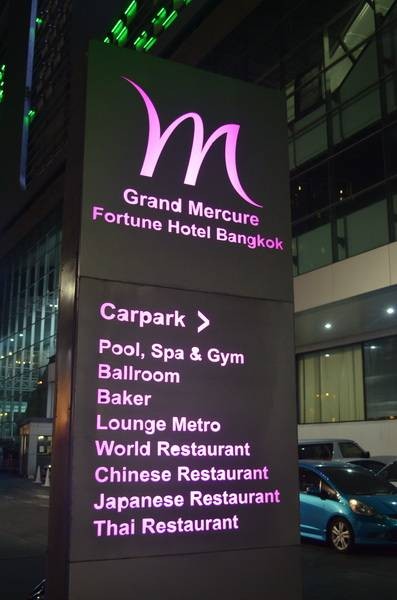 m
Grand Mercure
Fortune Hotel Bangkok
Carpark >
Pool, Spa & Gym
Ballroom
Baker
Lounge Metro
World Restaurant
Chinese Restaurant
Japanese Restaurant
Thai Restaurant